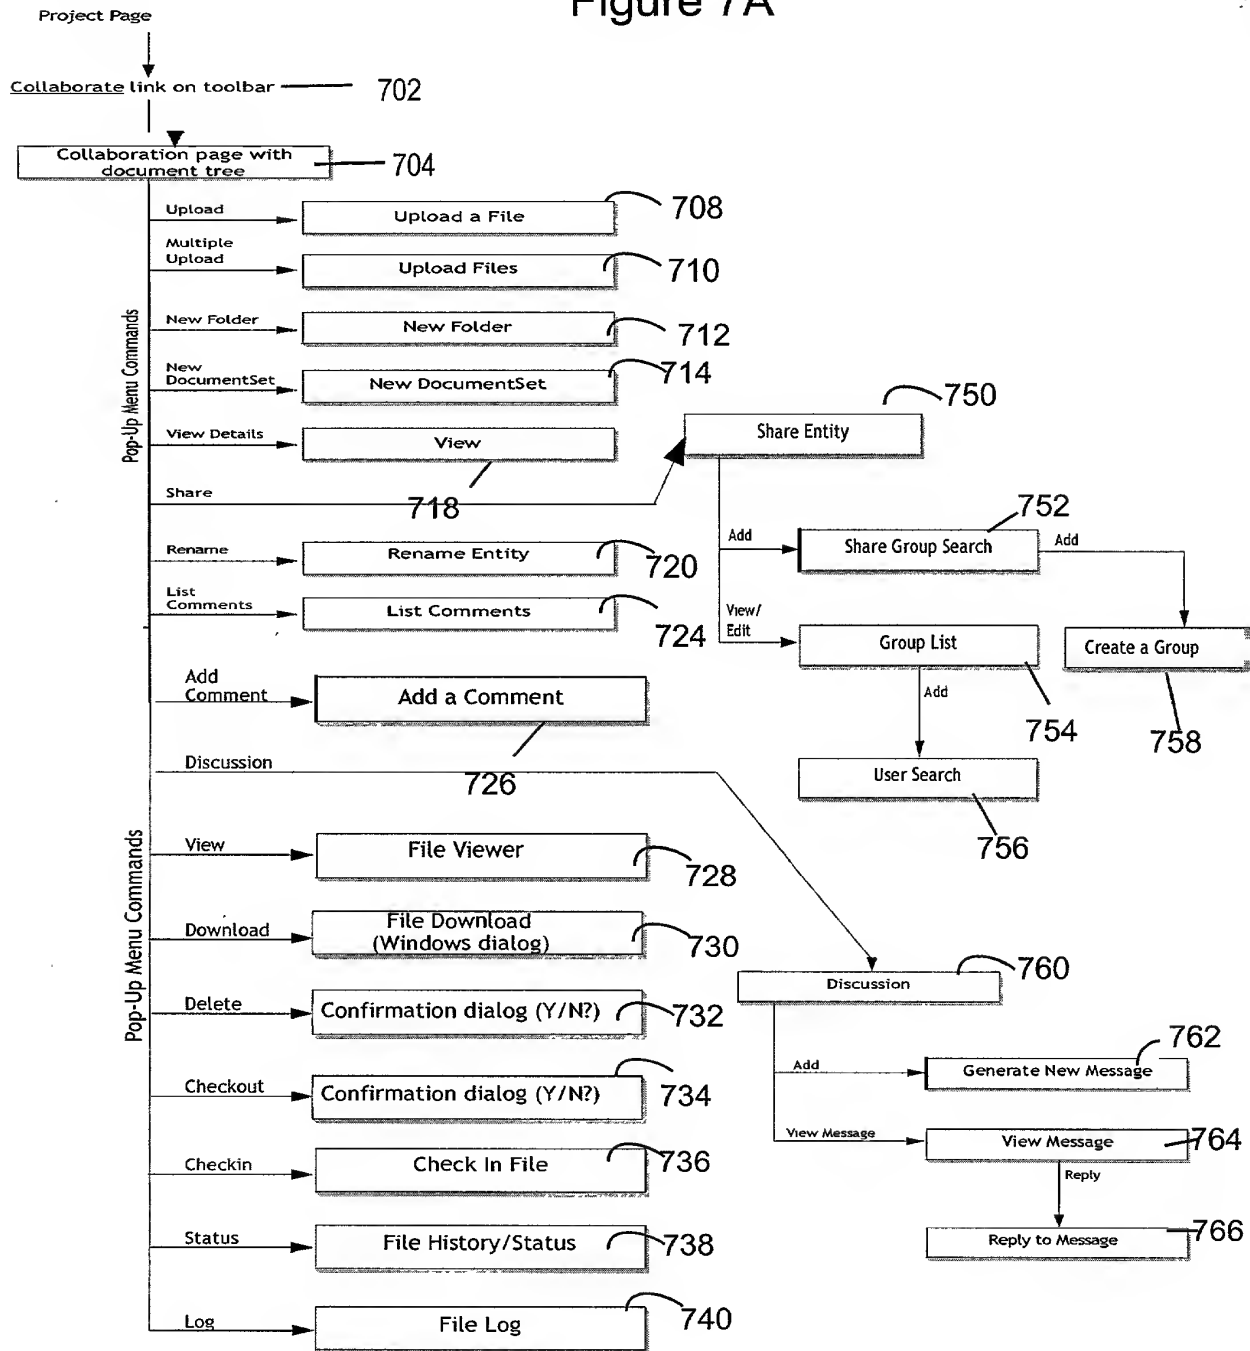 Figure 7A
Project Page
Collaborate link on toolbar
702
Collaboration page with
document tree
704
Pop-Up Menu Commands
Upload
Upload a File
708
Multiple
Upload
Upload Files
710
New Folder
New Folder
712
New
DocumentSet
New DocumentSet
714
View Details
View
718
Share
Share Entity
750
Add
Share Group Search
752
Add
Create a Group
758
View/
Edit
Group List
754
Add
User Search
756
Rename
Rename Entity
720
List
Comments
List Comments
724
Add
Comment
Add a Comment
726
Discussion
Pop-Up Menu Commands
View
File Viewer
728
Download
File Download
(Windows dialog)
730
Delete
Confirmation dialog (Y/N?)
732
Checkout
Confirmation dialog (Y/N?)
734
Checkin
Check In File
736
Status
File History/Status
738
Log
File Log
740
Discussion
760
Add
Generate New Message
762
View Message
View Message
764
Reply
Reply to Message
766